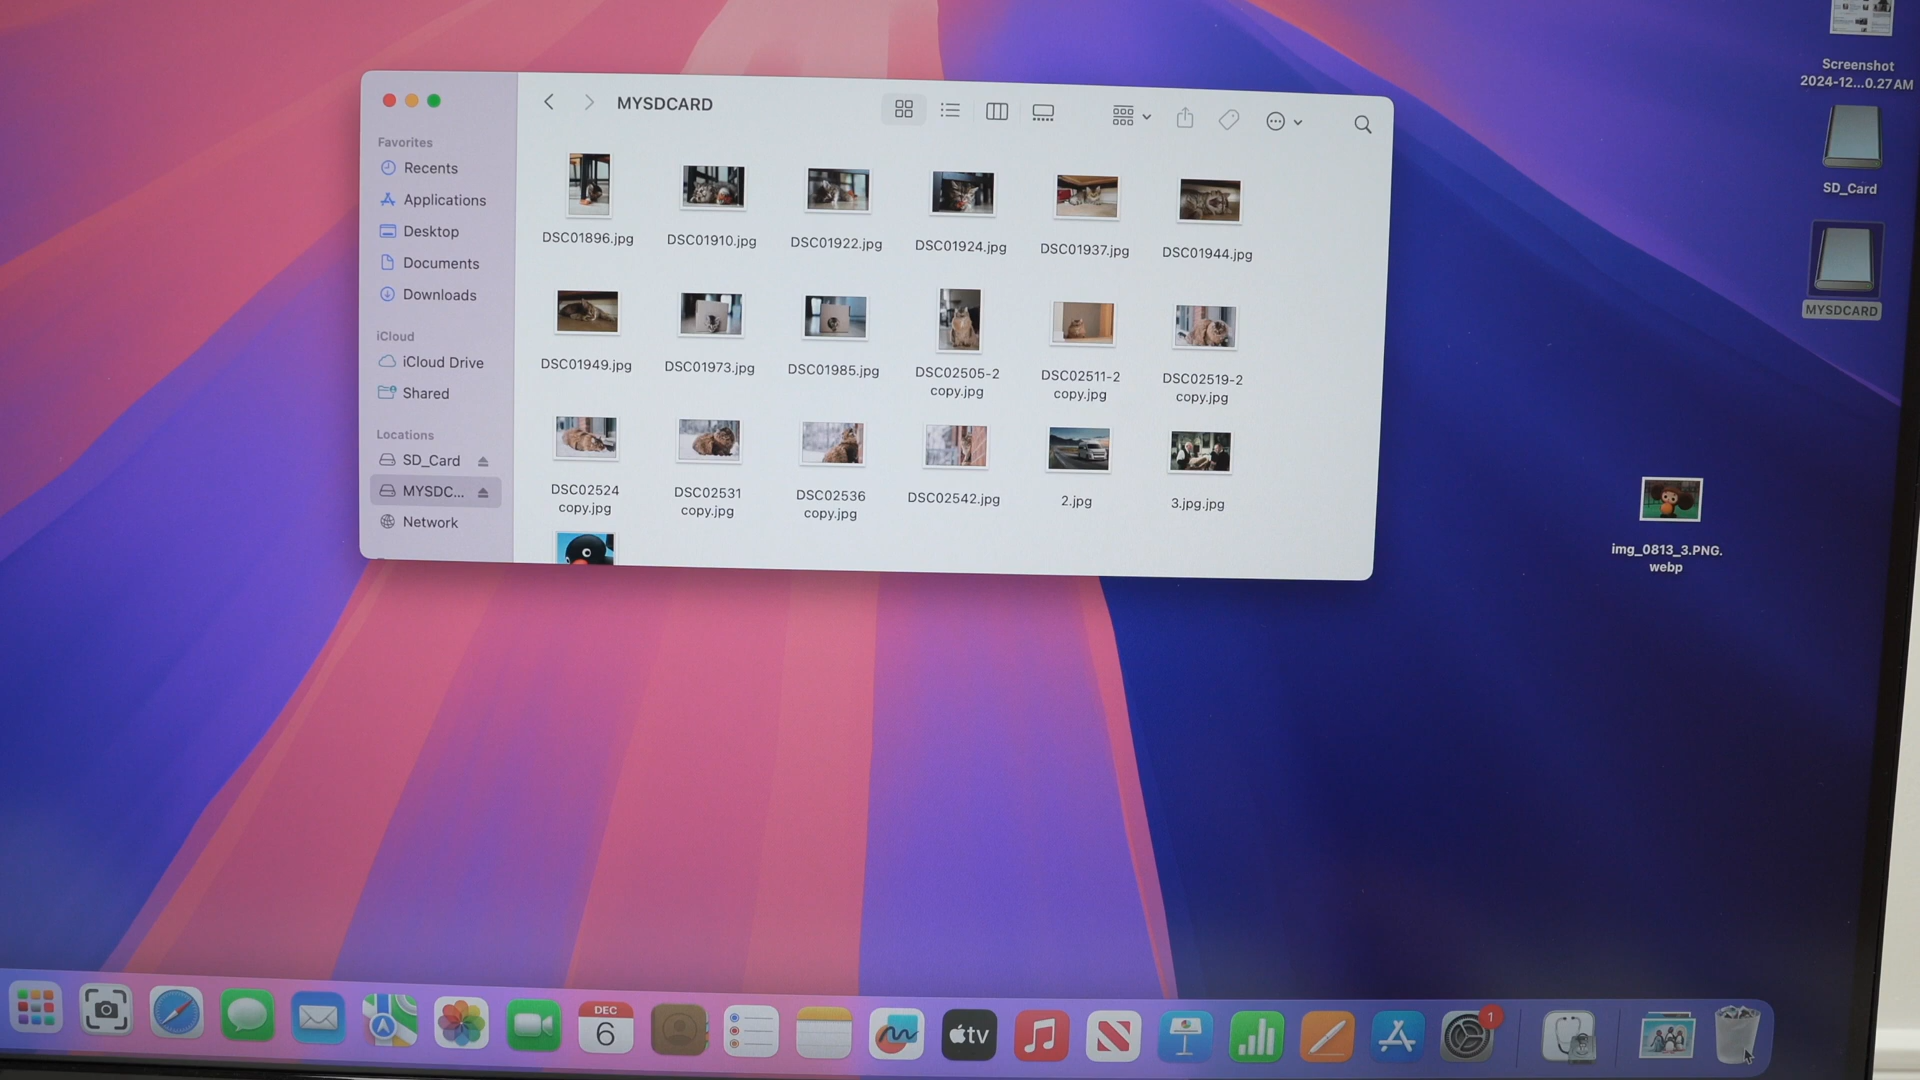 MYSDCARD
Favorites
Recents
Applications
Desktop
Documents
Downloads
iCloud
iCloud Drive
Shared
Locations
SD_Card
MYSDC...
Network
DSC01896.jpg
DSC01910.jpg
DSC01922.jpg
DSC01924.jpg
DSC01937.jpg
DSC01944.jpg
DSC01949.jpg
DSC01973.jpg
DSC01985.jpg
DSC02505-2
copy.jpg
DSC02511-2
copy.jpg
DSC02519-2
copy.jpg
DSC02524
copy.jpg
DSC02531
copy.jpg
DSC02536
copy.jpg
DSC02542.jpg
2.jpg
3.jpg.jpg
Screenshot
2024-12...0.27 AM
SD_Card
MYSDCARD
img_0813_3.PNG.
webp
DEC
6
tv
1